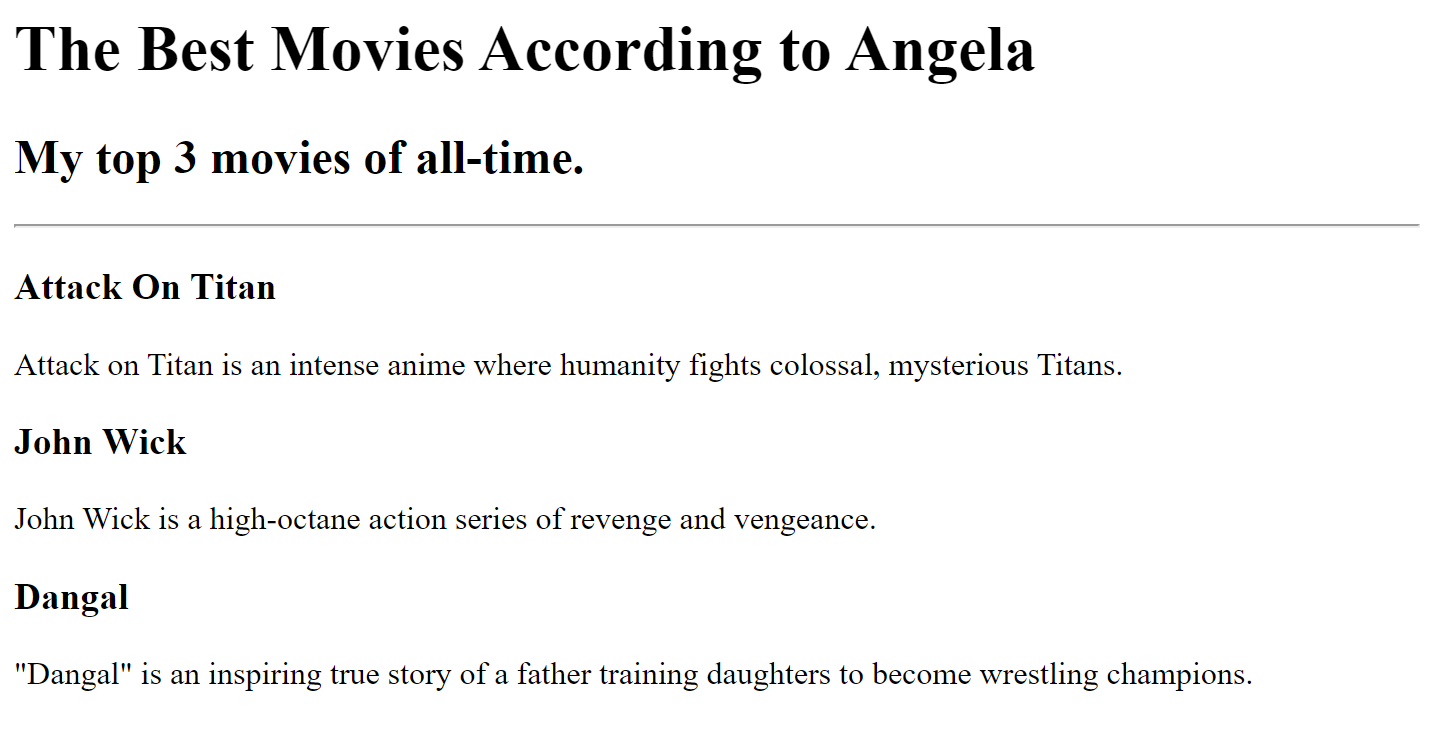 The Best Movies According to Angela
My top 3 movies of all-time.
Attack On Titan
Attack on Titan is an intense anime where humanity fights colossal, mysterious Titans.
John Wick
John Wick is a high-octane action series of revenge and vengeance.
Dangal
"Dangal" is an inspiring true story of a father training daughters to become wrestling champions.